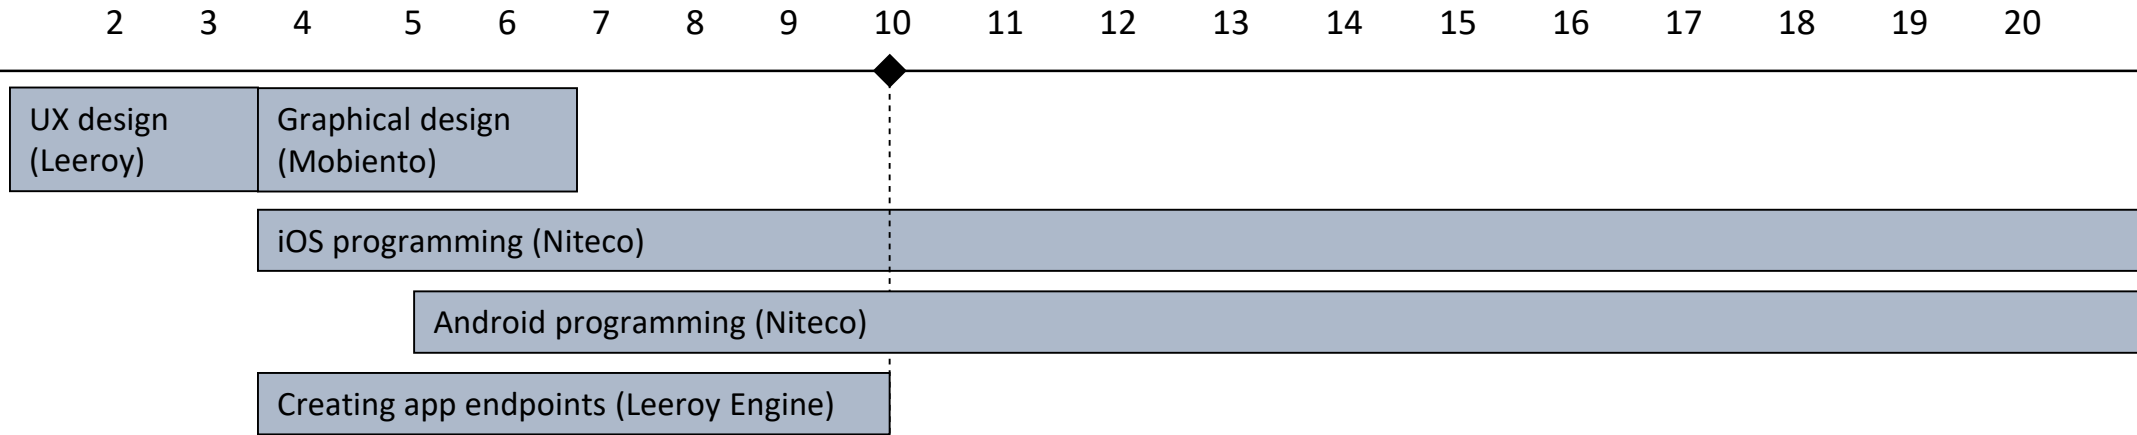 2 3 4 5 6 7 8 9 10 11 12 13 14 15 16 17 18 19 20
UX design
(Leeroy)
Graphical design
(Mobiento)
iOS programming (Niteco)
Android programming (Niteco)
Creating app endpoints (Leeroy Engine)